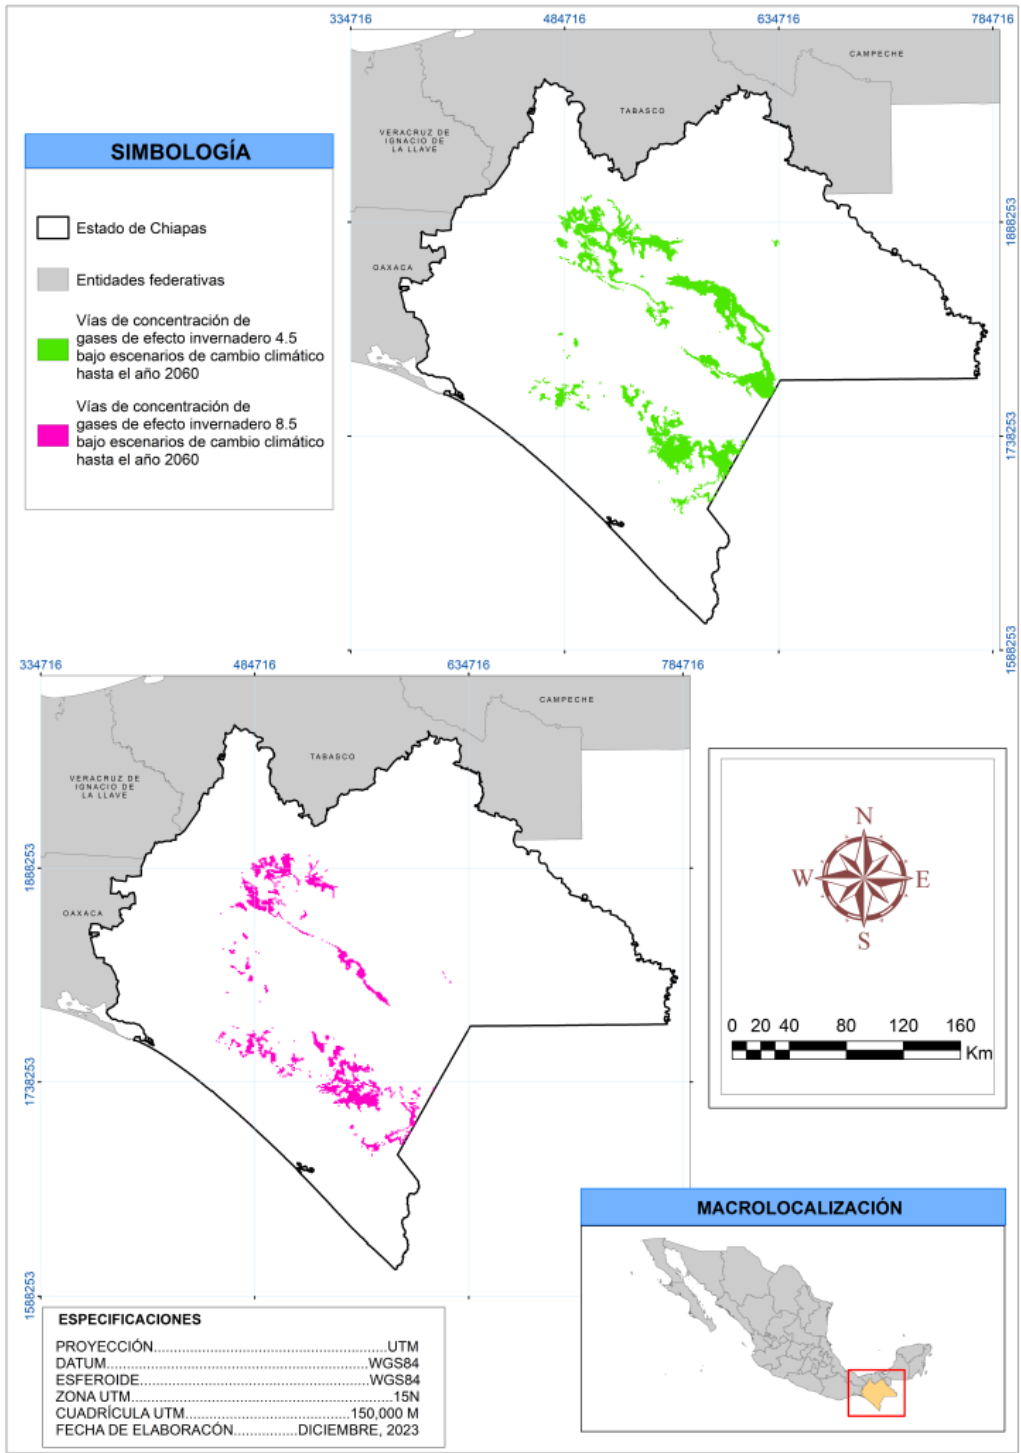 334716
484716
634716
784716
CAMPECHE
TABASCO
VERACRUZ DE
IGNACIO DE
LA LLAVE
OAXACA
1888253
1738253
1588253
SIMBOLOGÍA
Estado de Chiapas
Entidades federativas
Vías de concentración de
gases de efecto invernadero 4.5
bajo escenarios de cambio climático
hasta el año 2060
Vías de concentración de
gases de efecto invernadero 8.5
bajo escenarios de cambio climático
hasta el año 2060
334716
484716
634716
784716
CAMPECHE
TABASCO
VERACRUZ DE
IGNACIO DE
LA LLAVE
OAXACA
1888253
1738253
1588253
N
W
E
S
0 20 40 80 120 160
Km
MACROLOCALIZACIÓN
ESPECIFICACIONES
PROYECCIÓN..........................................................UTM
DATUM................................................................WGS84
ESFEROIDE.........................................................WGS84
ZONA UTM................................................................15N
CUADRÍCULA UTM..........................................150,000 M
FECHA DE ELABORACÓN...............DICIEMBRE, 2023